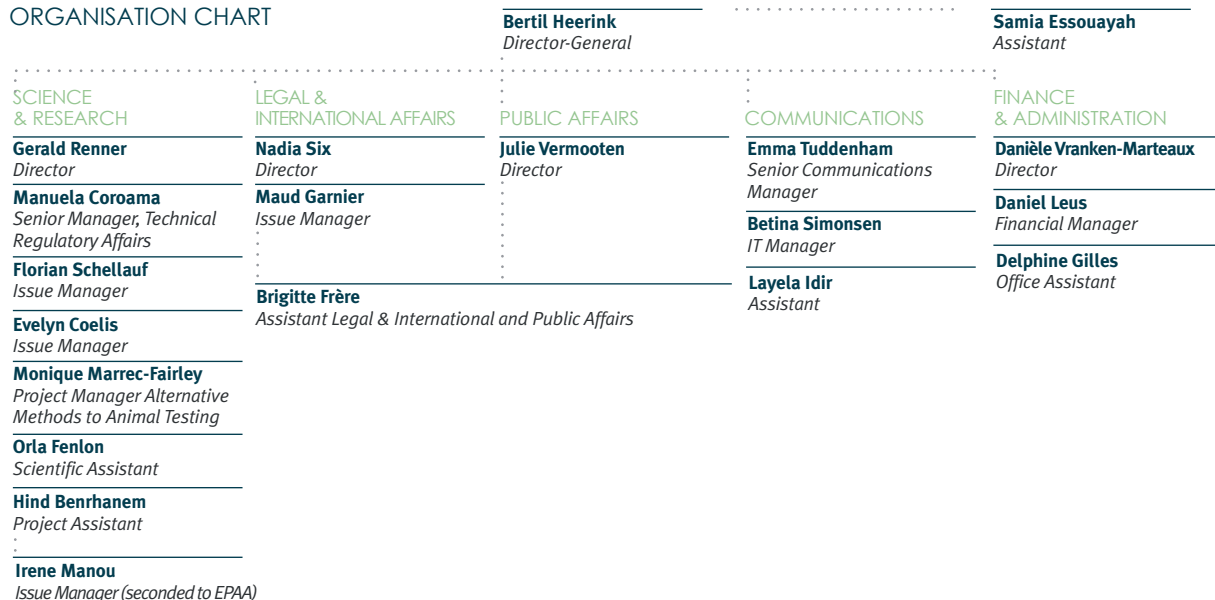 ORGANISATION CHART
Bertil Heerink
Director-General
Samia Essouayah
Assistant
SCIENCE
& RESEARCH
Gerald Renner
Director
Manuela Coroama
Senior Manager, Technical
Regulatory Affairs
Florian Schellauf
Issue Manager
Evelyn Coelis
Issue Manager
Monique Marrec-Fairley
Project Manager Alternative
Methods to Animal Testing
Orla Fenlon
Scientific Assistant
Hind Benrhanem
Project Assistant
Irene Manou
Issue Manager (seconded to EPAA)
LEGAL &
INTERNATIONAL AFFAIRS
Nadia Six
Director
Maud Garnier
Issue Manager
PUBLIC AFFAIRS
Julie Vermooten
Director
Brigitte Frère
Assistant Legal & International and Public Affairs
COMMUNICATIONS
Emma Tuddenham
Senior Communications
Manager
Betina Simonsen
IT Manager
Layela Idir
Assistant
FINANCE
& ADMINISTRATION
Danièle Vranken-Marteaux
Director
Daniel Leus
Financial Manager
Delphine Gilles
Office Assistant